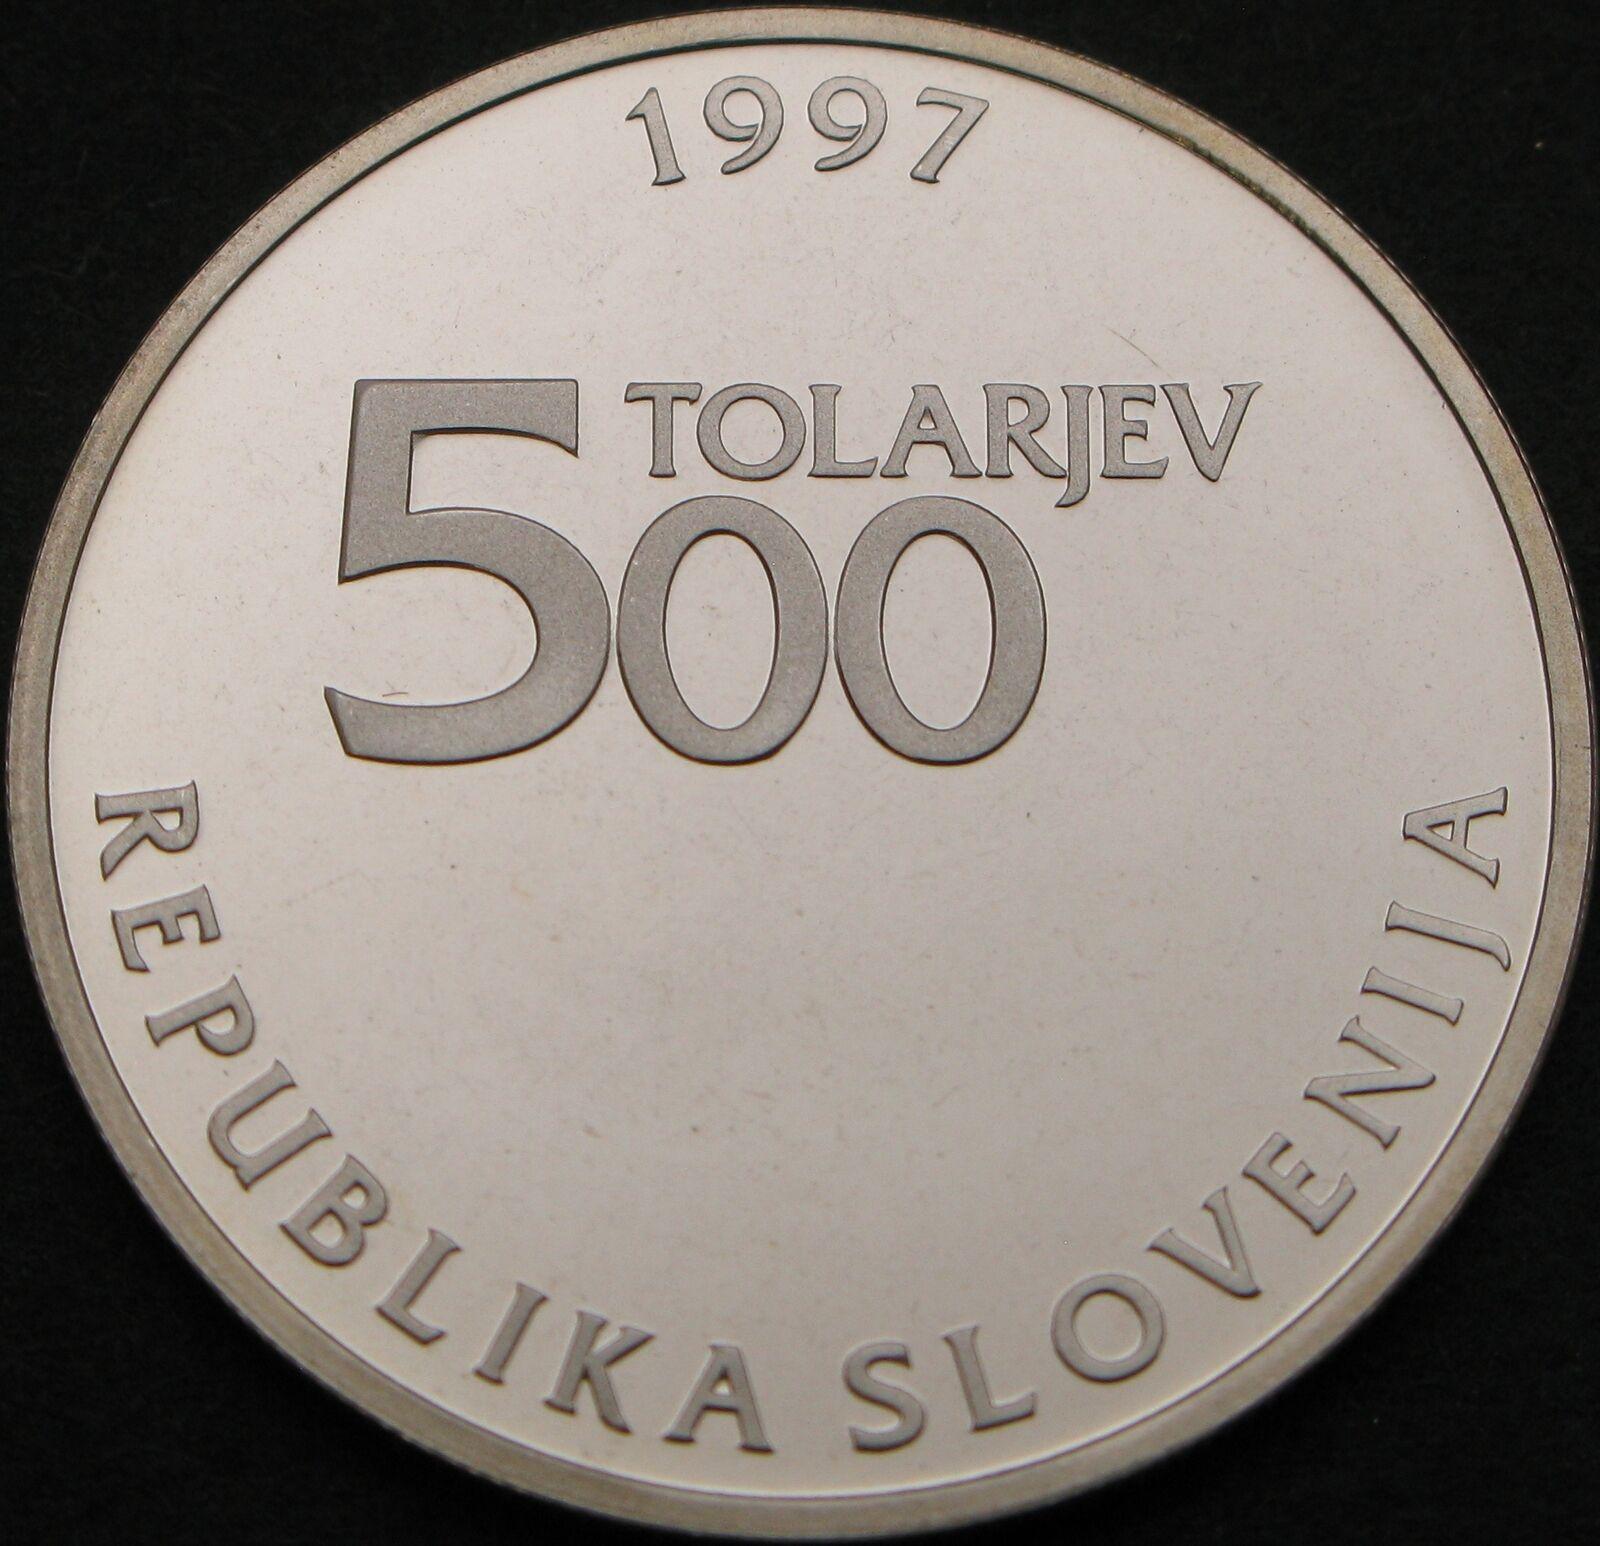 1997
TOLARJEV
500
REPUBLIKA SLOVENIJA